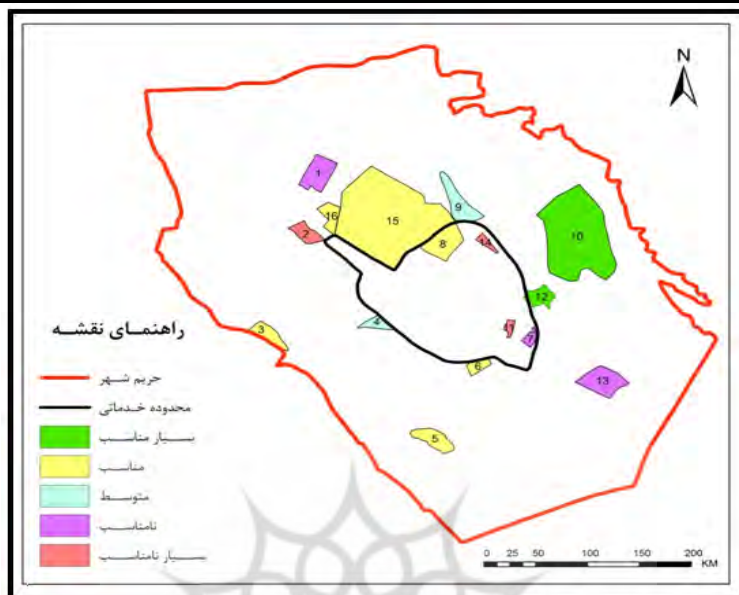 N
1
16
2
15
9
8
14
10
12
11
7
3
4
6
13
5
راهنمای نقشه
حریم شهر
محدوده خدماتی
بسیار مناسب
مناسب
متوسط
نامناسب
بسیار نامناسب
0 25 50 100 150 200
KM